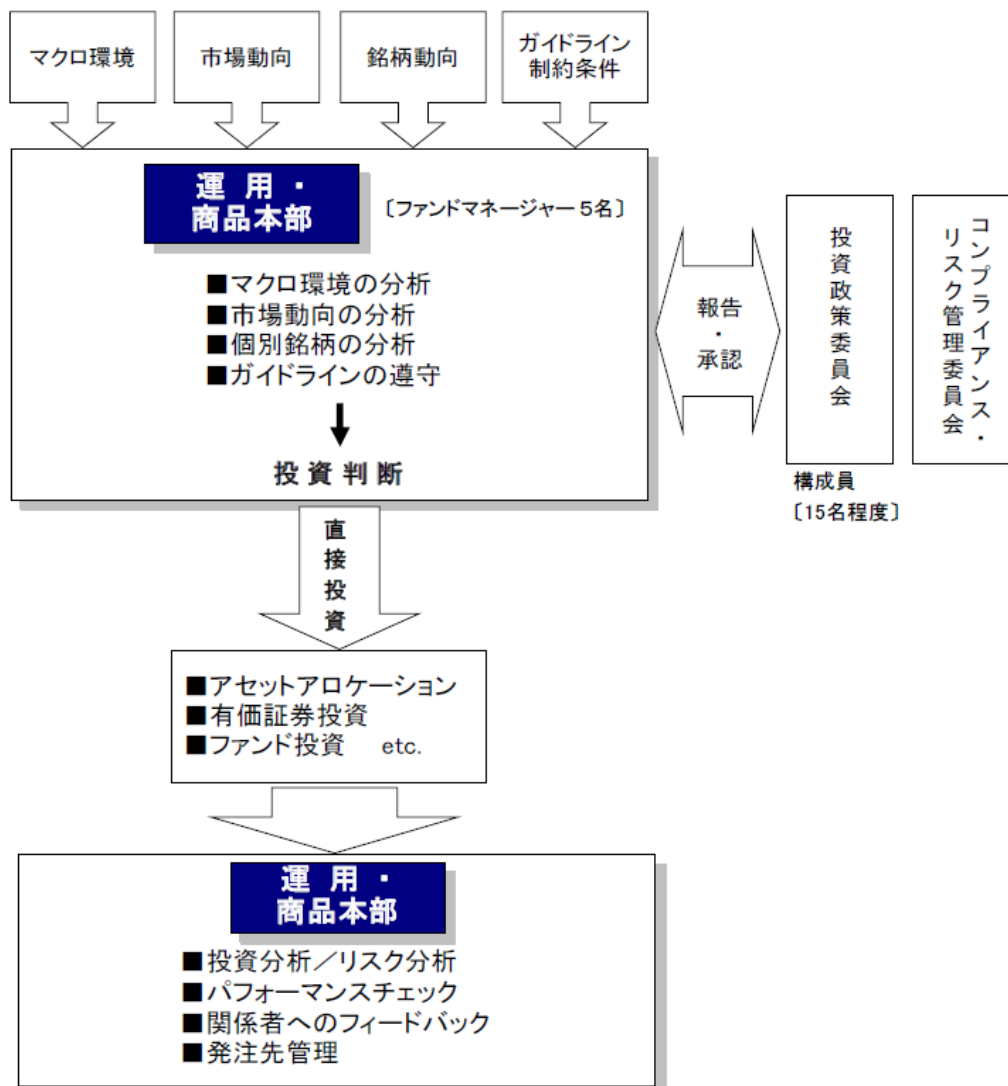 マクロ環境
市場動向
銘柄動向
ガイドライン
制約条件
運用・
商品本部
〔ファンドマネージャー5名〕
■マクロ環境の分析
■市場動向の分析
■個別銘柄の分析
■ガイドラインの遵守
投資判断
報告
・
承認
投資政策委員会
コンプライアンス・
リスク管理委員会
構成員
〔15名程度〕
直接投資
■アセットアロケーション
■有価証券投資
■ファンド投資 etc.
運用・
商品本部
■投資分析／リスク分析
■パフォーマンスチェック
■関係者へのフィードバック
■発注先管理